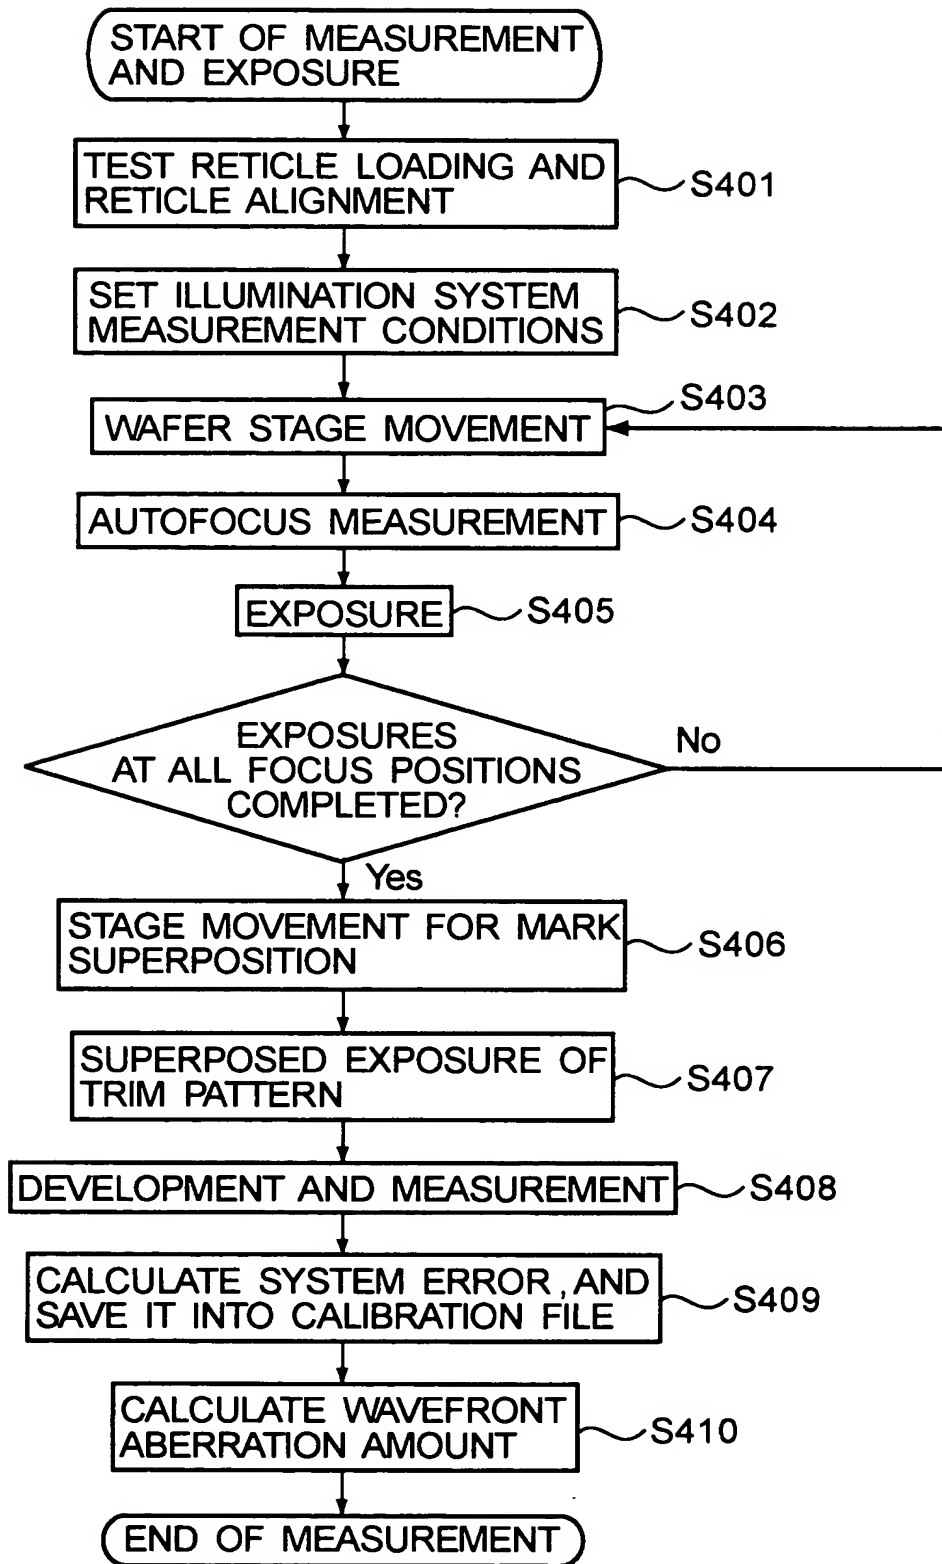 START OF MEASUREMENT
AND EXPOSURE
TEST RETICLE LOADING AND
RETICLE ALIGNMENT
S401
SET ILLUMINATION SYSTEM
MEASUREMENT CONDITIONS
S402
S403
WAFER STAGE MOVEMENT
AUTOFOCUS MEASUREMENT
S404
EXPOSURE
S405
EXPOSURES
AT ALL FOCUS POSITIONS
COMPLETED?
No
Yes
STAGE MOVEMENT FOR MARK
SUPERPOSITION
S406
SUPERPOSED EXPOSURE OF
TRIM PATTERN
S407
DEVELOPMENT AND MEASUREMENT
S408
CALCULATE SYSTEM ERROR, AND
SAVE IT INTO CALIBRATION FILE
S409
CALCULATE WAVEFRONT
ABERRATION AMOUNT
S410
END OF MEASUREMENT